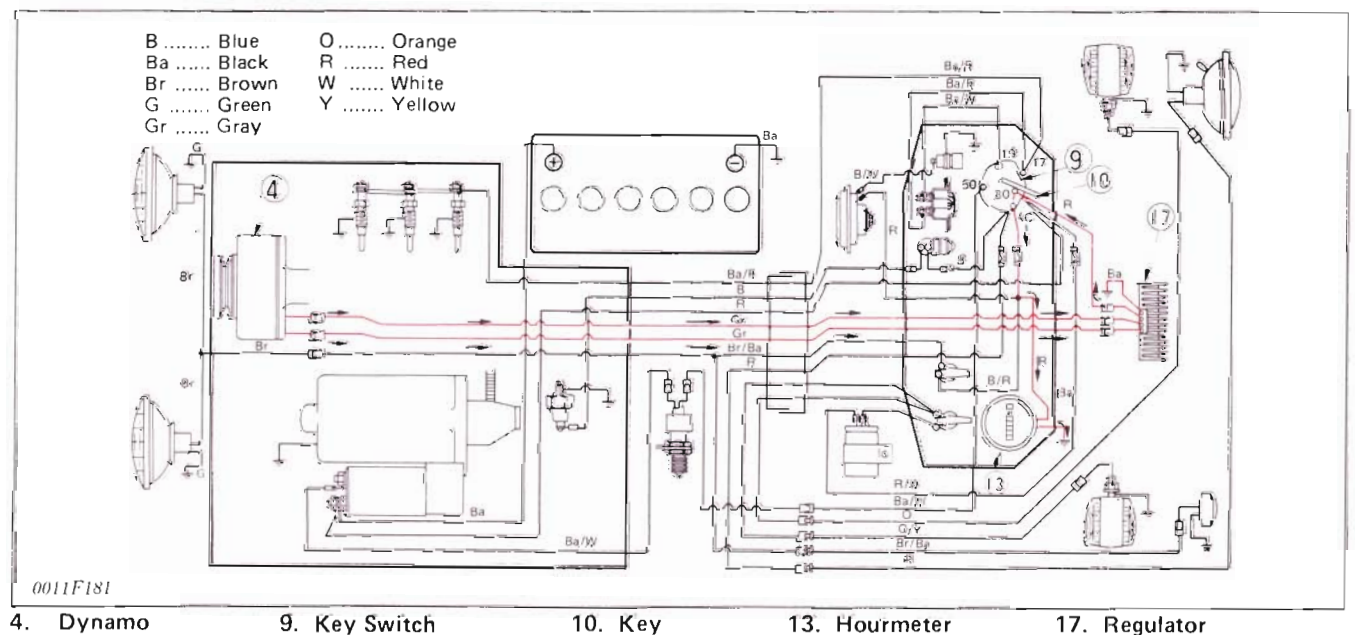 B ........ Blue O ........ Orange
Ba ...... Black R ...... Red
Br ...... Brown W ...... White
G ........ Green Y ...... Yellow
Gr ...... Gray
G
4
Ba
Br
Br
Br
G
Ba
Ba/W
Ba/R
B
R
Gr
Br/Ba
R
B/W
R
Ba/R
Ba/W
19
17
50
30
9
10
R
17
Ba
B
R
B/R
Ba
13
R/W
Ba/W
O
G/Y
Br/Ba
R
0011F181
4. Dynamo 9. Key Switch 10. Key 13. Hourmeter 17. Regulator